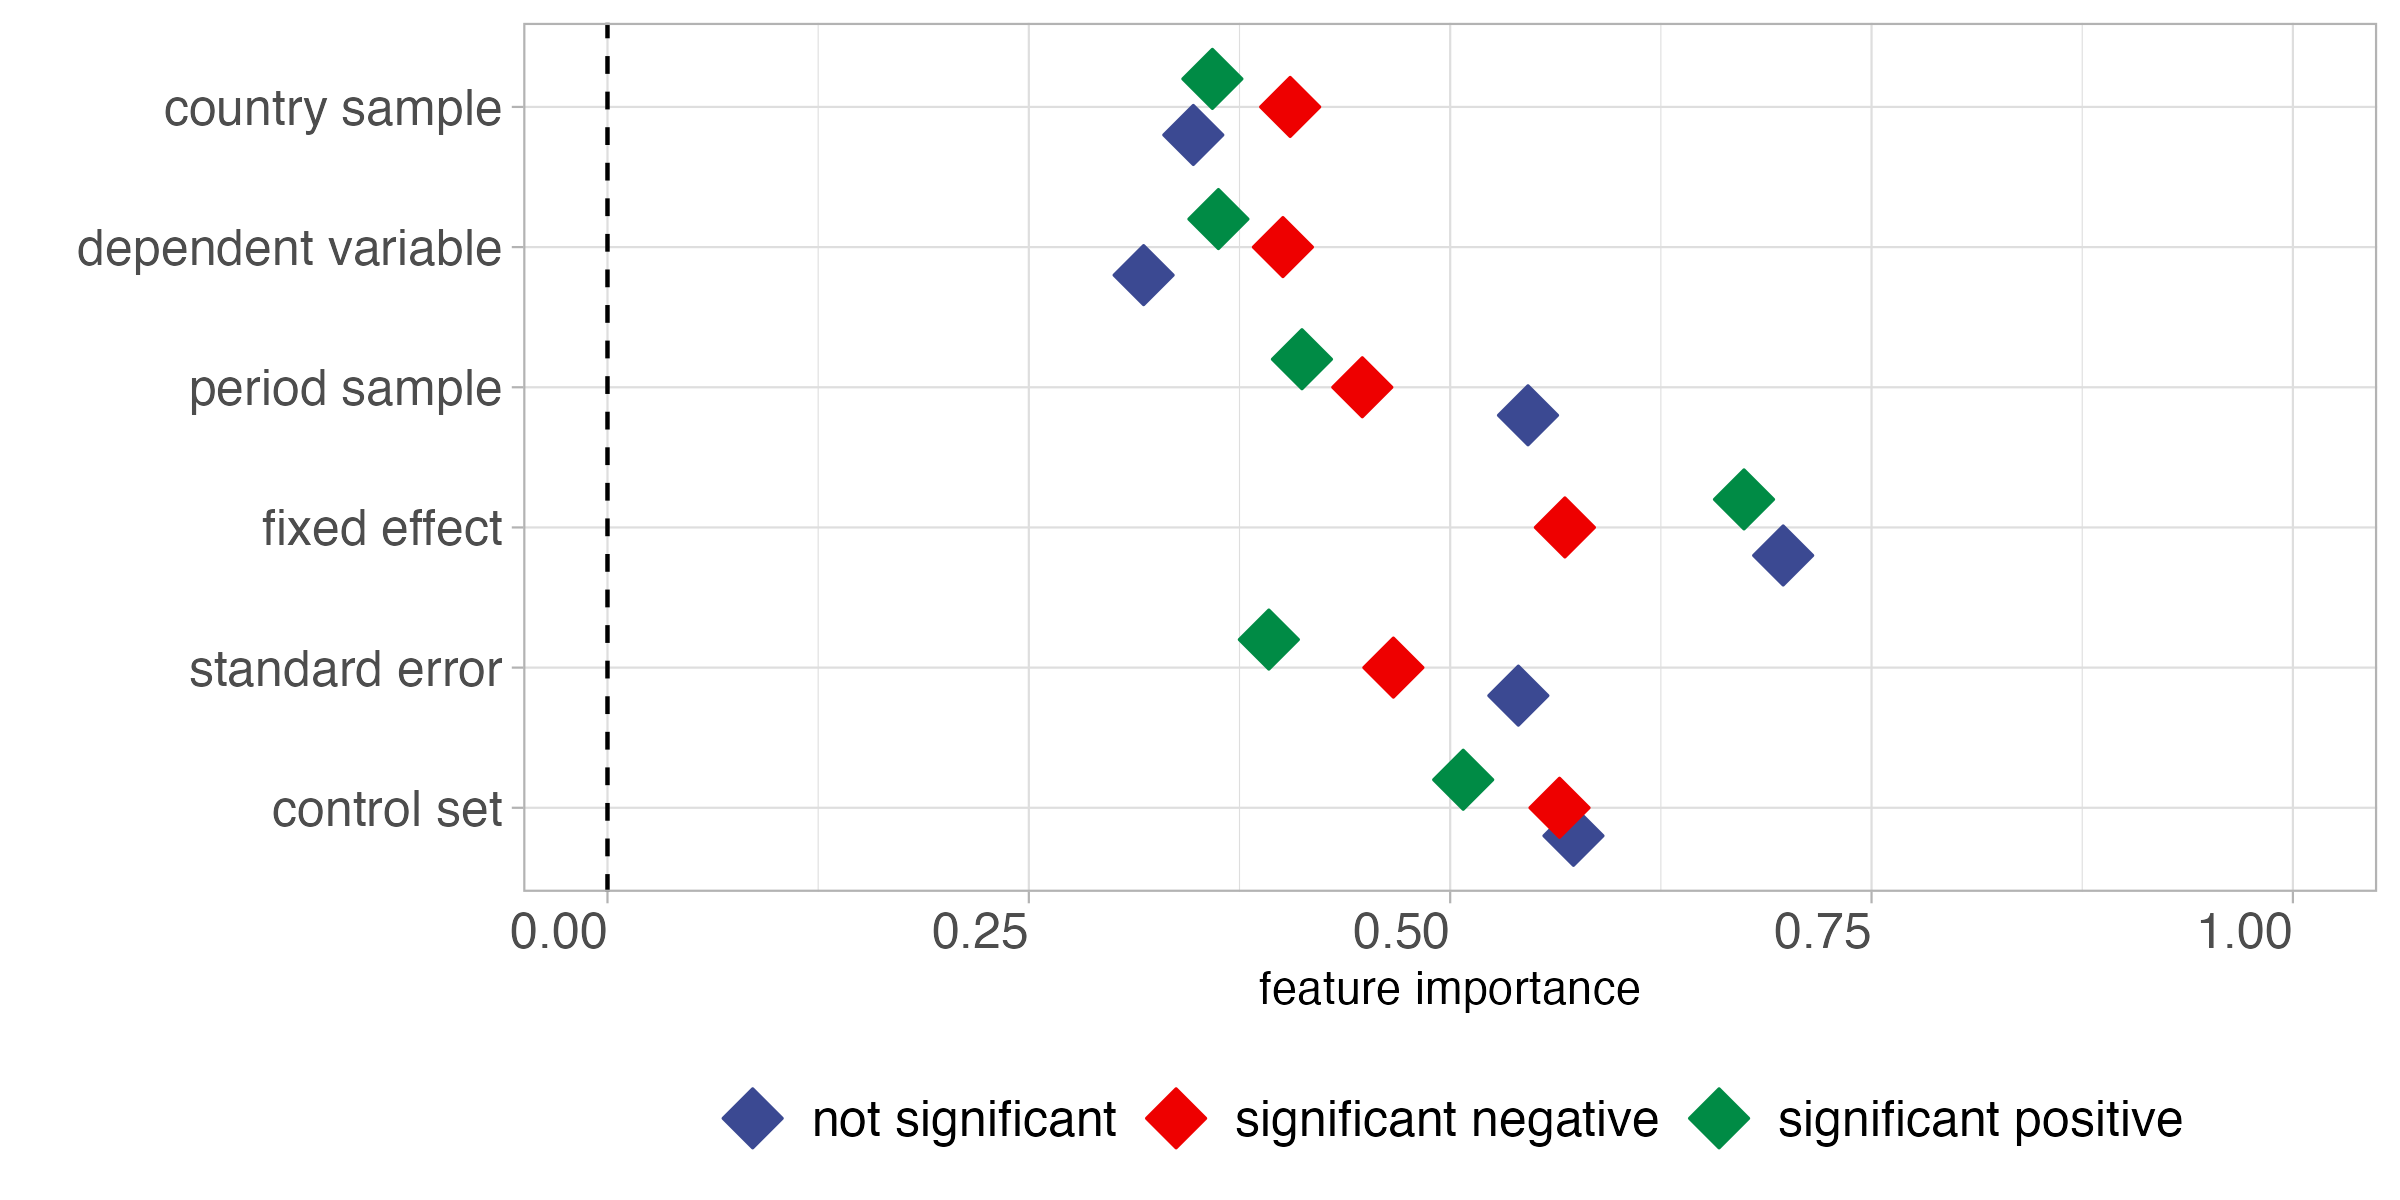 country sample
dependent variable
period sample
fixed effect
standard error
control set
0.00 0.25 0.50 0.75 1.00
feature importance
not significant significant negative significant positive